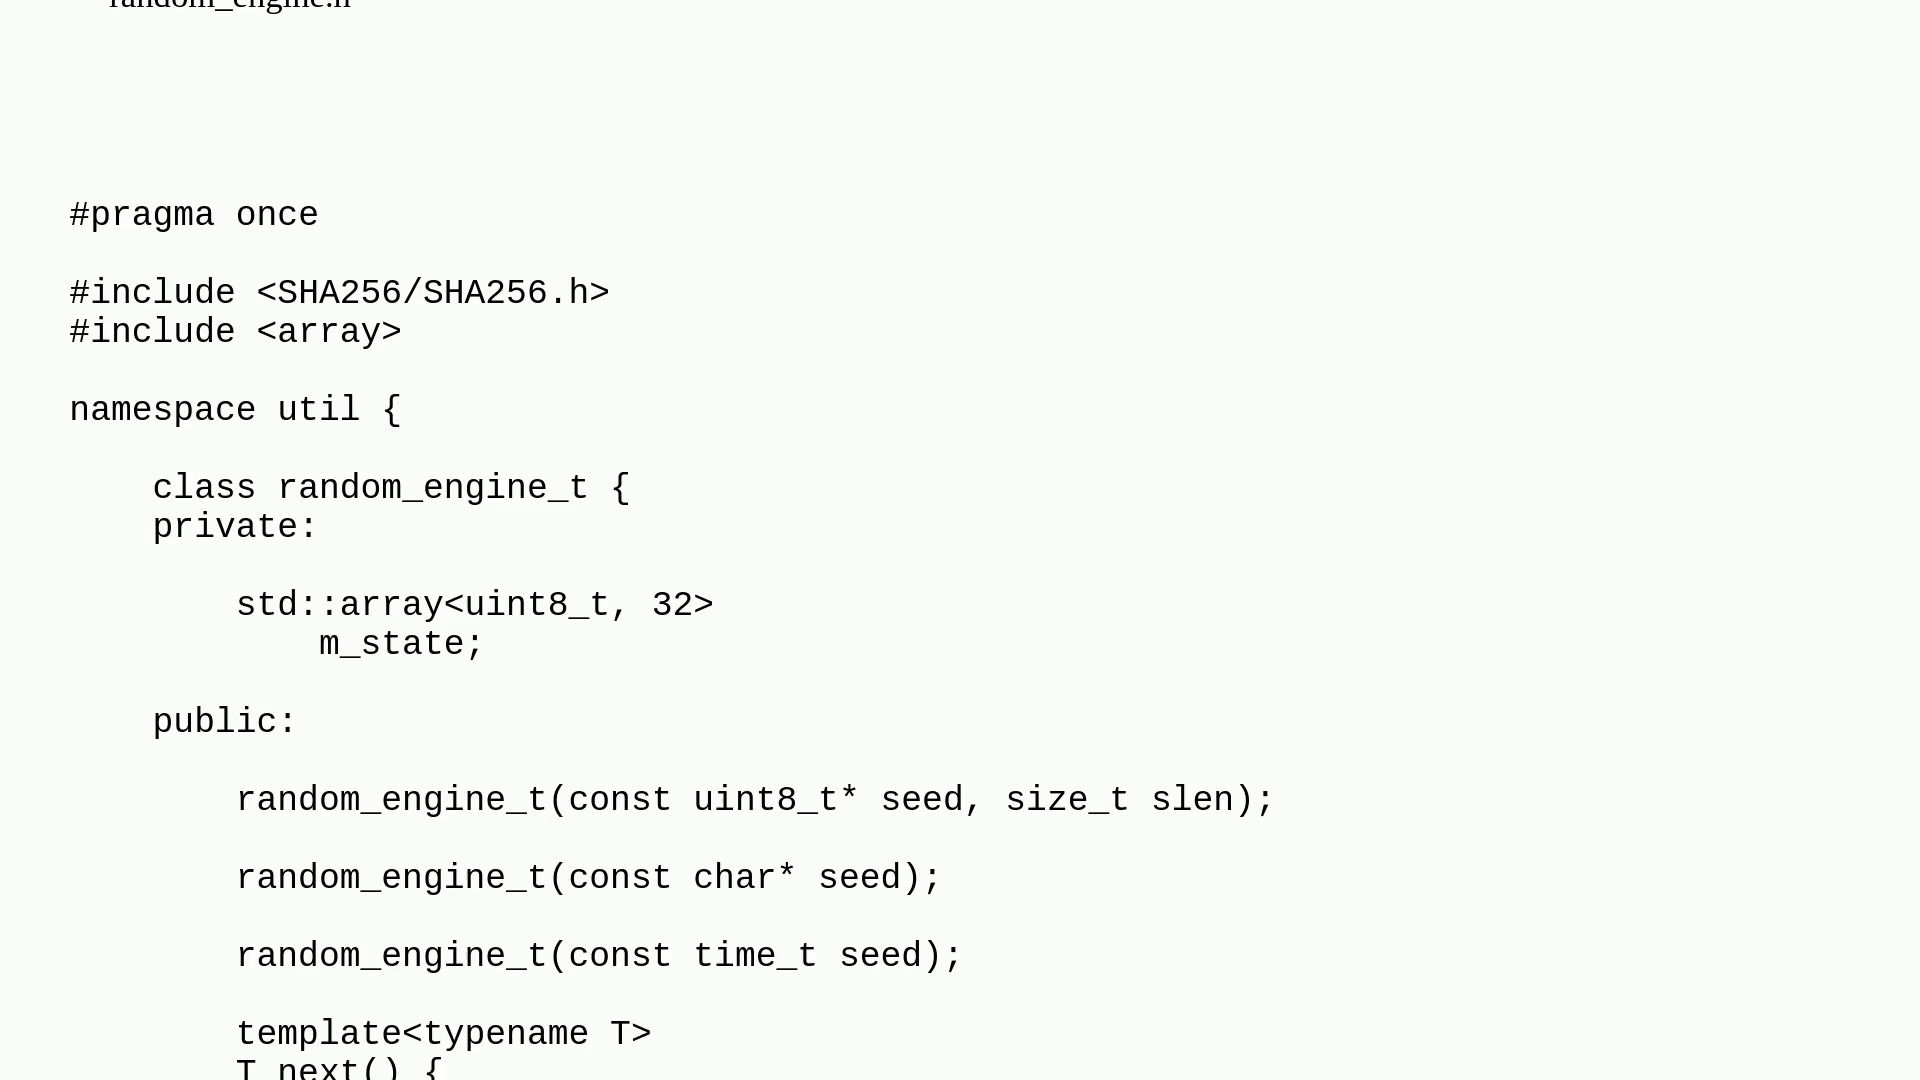 random_engine.h
#pragma once
#include <SHA256/SHA256.h>
#include <array>
namespace util {
class random_engine_t {
private:
std::array<uint8_t, 32>
m_state;
public:
random_engine_t(const uint8_t* seed, size_t slen);
random_engine_t(const char* seed);
random_engine_t(const time_t seed);
template<typename T>
T next() {